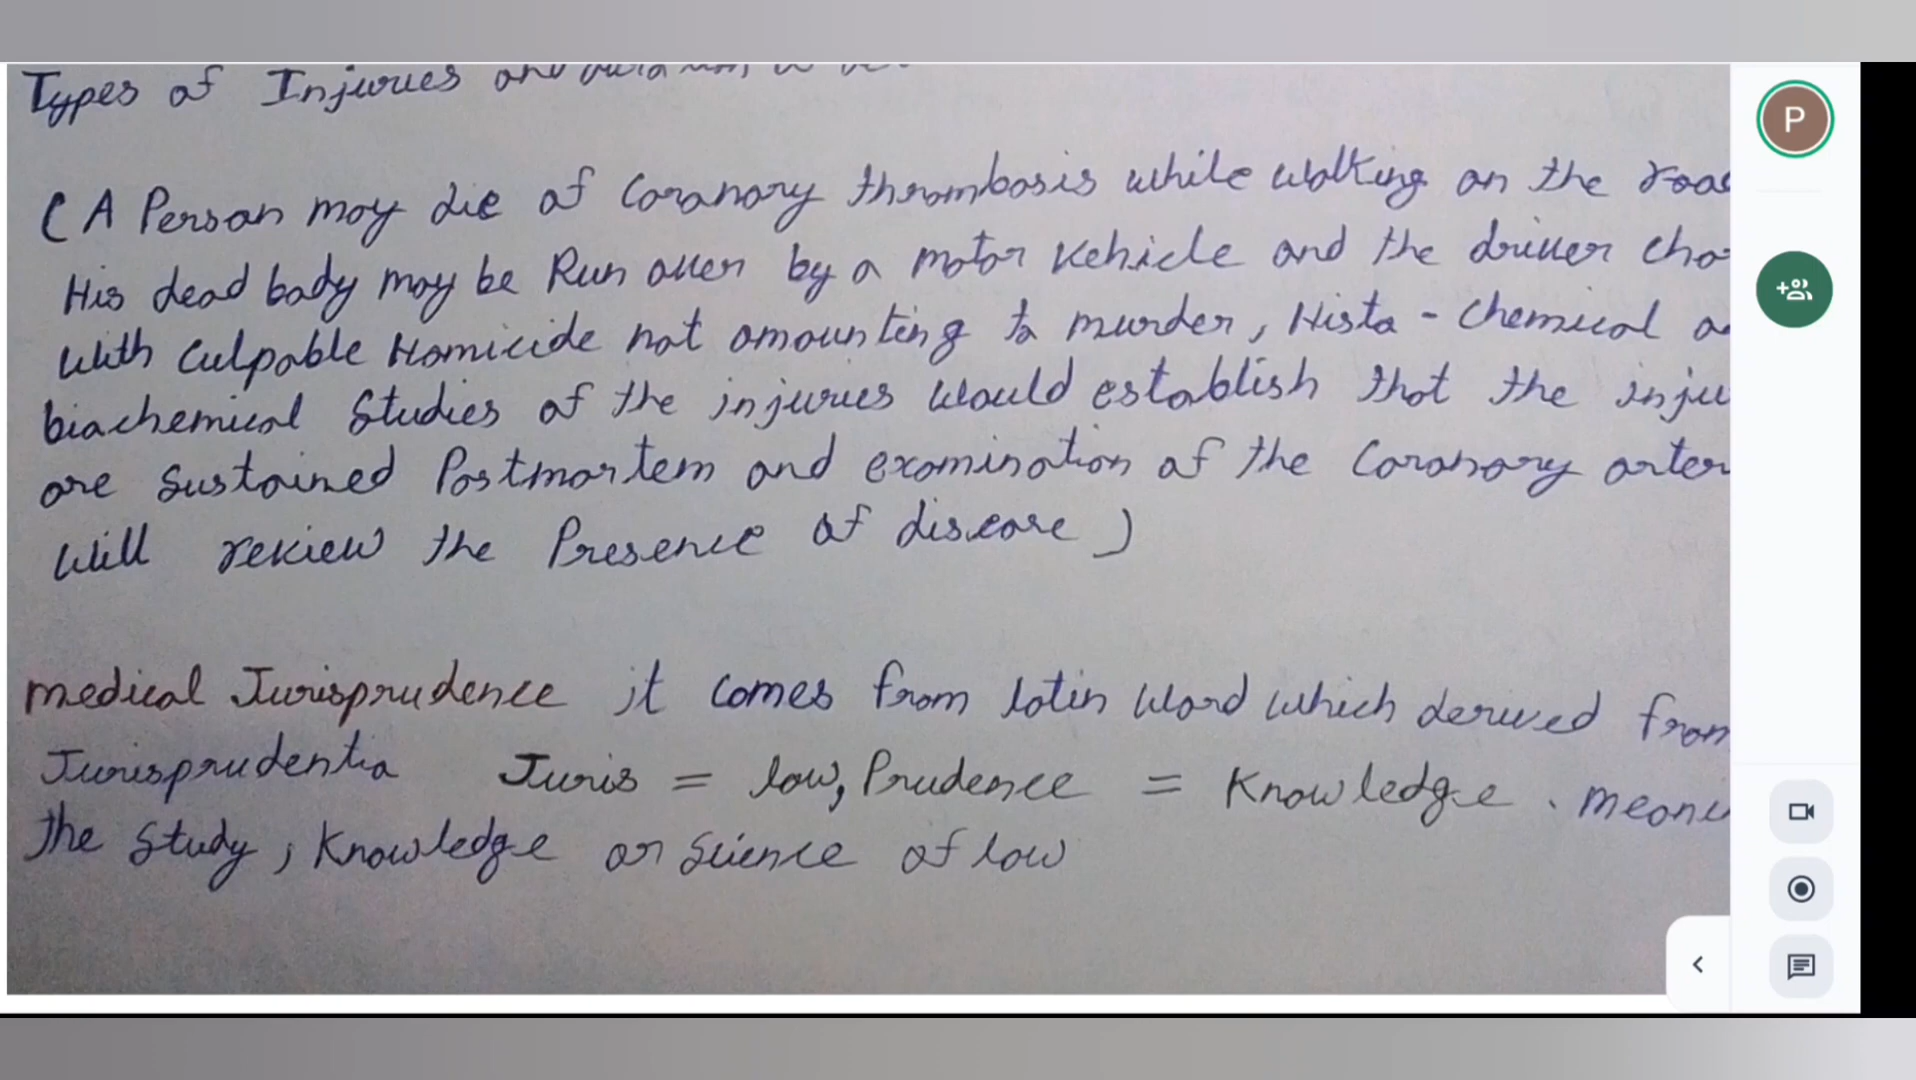 Types of Injuries
(A Person may die of Coronary thrombosis while walking on the
His dead body may be Run over by a motor Vehicle and the driver
With Culpable Homicide not amounting to murder, Histo - Chemical
biochemical Studies of the injuries would establish that the
are Sustained Postmortem and examination of the Coronary
Will review the Presence of disease)
medical Jurisprudence it comes from latin word which derived from
Jurisprudentia Juris = law, Prudence = Knowledge.
the Study, Knowledge or Science of law
P